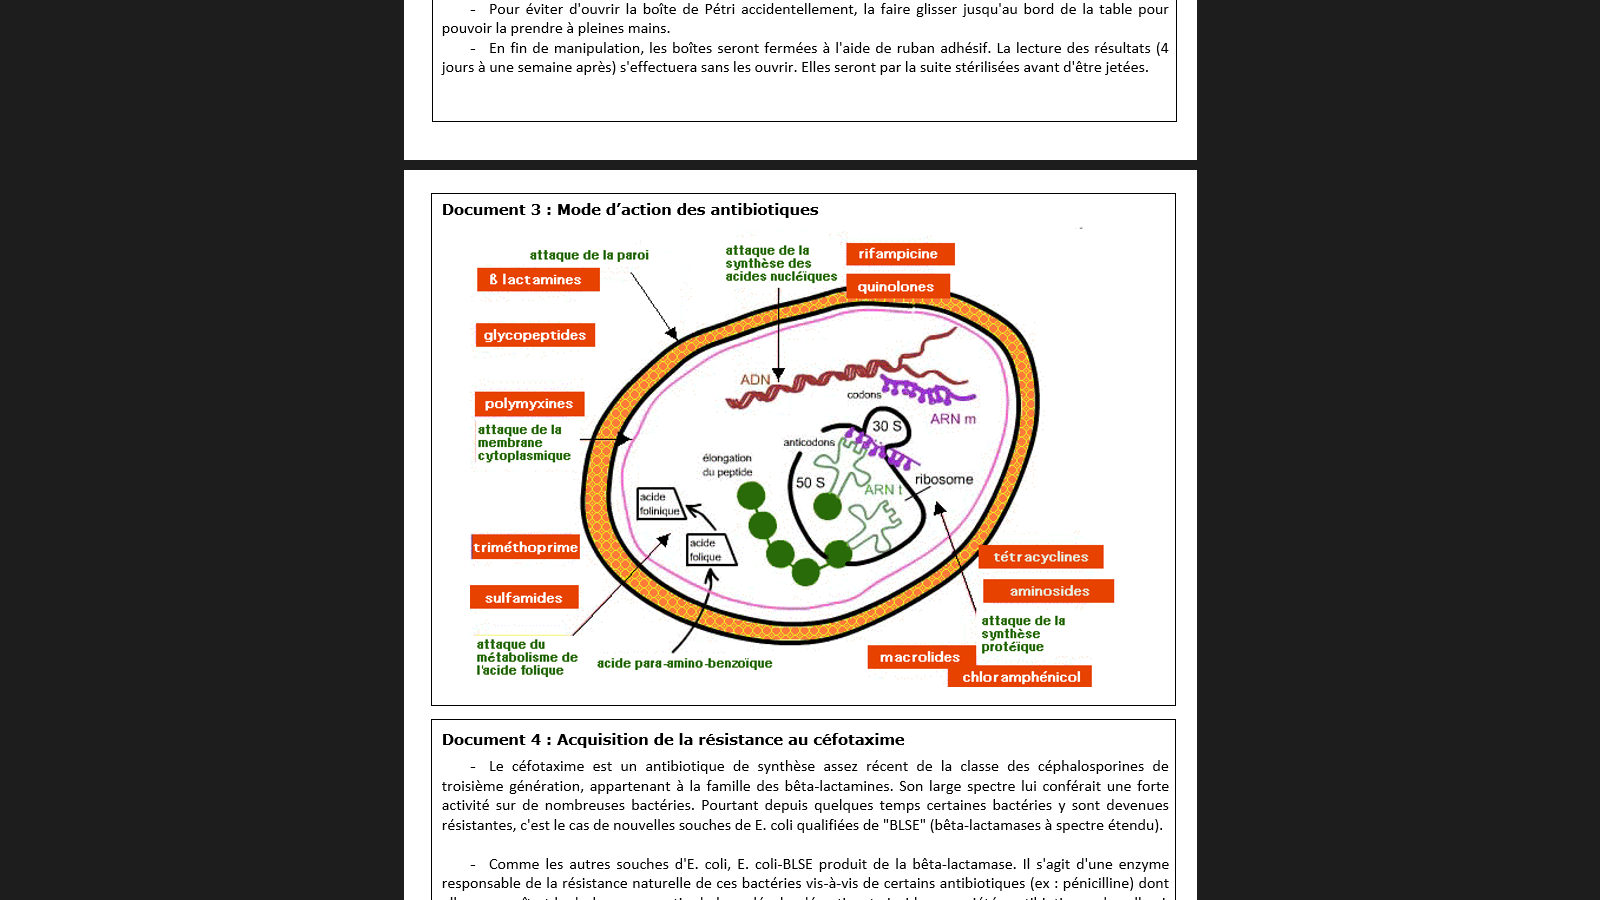 - Pour éviter d'ouvrir la boîte de Pétri accidentellement, la faire glisser jusqu'au bord de la table pour
pouvoir la prendre à pleines mains.
- En fin de manipulation, les boîtes seront fermées à l'aide de ruban adhésif. La lecture des résultats (4
jours à une semaine après) s'effectuera sans les ouvrir. Elles seront par la suite stérilisées avant d'être jetées.
Document 3 : Mode d’action des antibiotiques
attaque de la paroi
ß lactamines
glycopeptides
polymyxines
attaque de la
membrane
cytoplasmique
triméthoprime
sulfamides
attaque du
métabolisme de
l'acide folique
acide para-amino-benzoïque
attaque de la
synthèse des
acides nucléïques
rifampicine
quinolones
ADN
codons
ARN m
30 S
anticodons
élongation
du peptide
50 S
ARN t
ribosome
acide
folinique
acide
folique
tétracyclines
aminosides
attaque de la
synthèse
protéïque
macrolides
chloramphénicol
Document 4 : Acquisition de la résistance au céfotaxime
- Le céfotaxime est un antibiotique de synthèse assez récent de la classe des céphalosporines de
troisième génération, appartenant à la famille des bêta-lactamines. Son large spectre lui conférait une forte
activité sur de nombreuses bactéries. Pourtant depuis quelques temps certaines bactéries y sont devenues
résistantes, c'est le cas de nouvelles souches de E. coli qualifiées de "BLSE" (bêta-lactamases à spectre étendu).
- Comme les autres souches d'E. coli, E. coli-BLSE produit de la bêta-lactamase. Il s'agit d'une enzyme
responsable de la résistance naturelle de ces bactéries vis-à-vis de certains antibiotiques (ex : pénicilline) dont